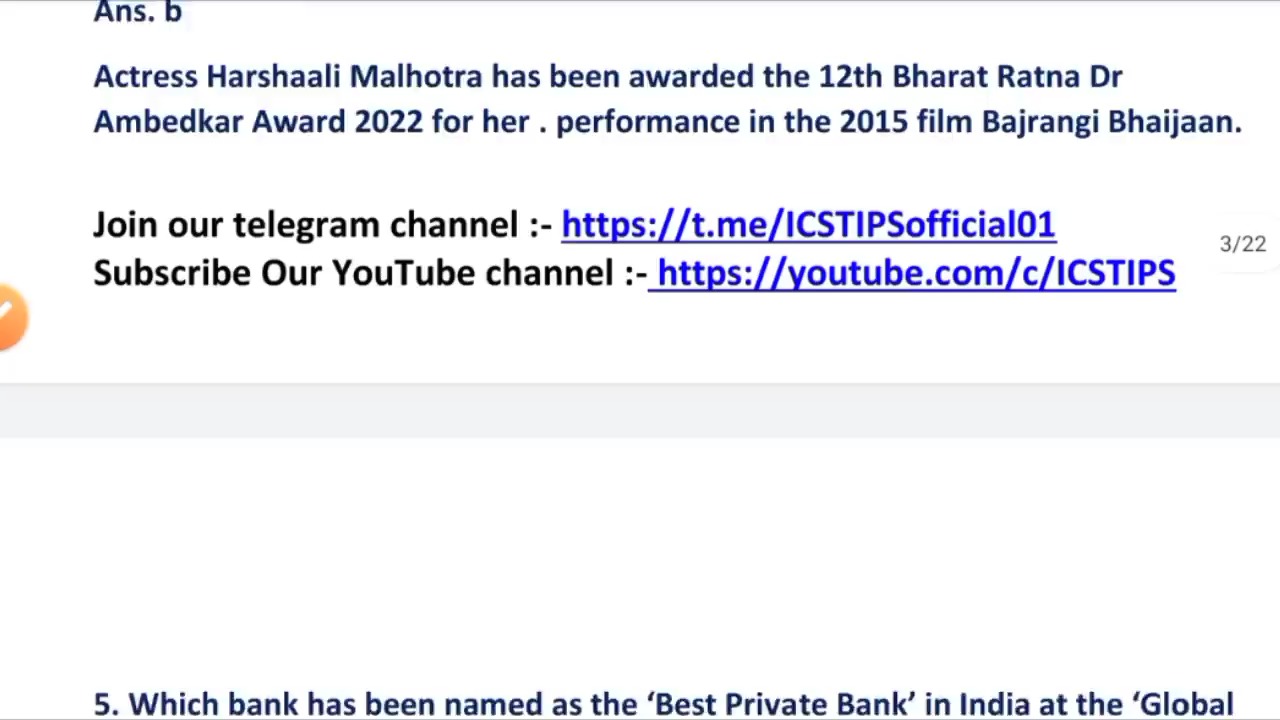 Ans. b
Actress Harshaali Malhotra has been awarded the 12th Bharat Ratna Dr
Ambedkar Award 2022 for her . performance in the 2015 film Bajrangi Bhaijaan.
Join our telegram channel :- https://t.me/ICSTIPSofficial01
Subscribe Our YouTube channel :- https://youtube.com/c/ICSTIPS
3/22
5. Which bank has been named as the ‘Best Private Bank’ in India at the ‘Global